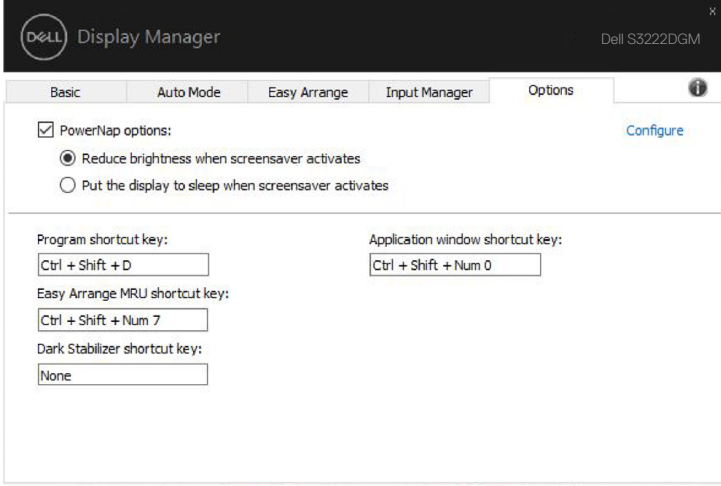 X
DELL Display Manager
Dell S3222DGM
Basic Auto Mode Easy Arrange Input Manager Options i
PowerNap options: Configure
Reduce brightness when screensaver activates
Put the display to sleep when screensaver activates
Program shortcut key: Application window shortcut key:
Ctrl + Shift + D Ctrl + Shift + Num 0
Easy Arrange MRU shortcut key:
Ctrl + Shift + Num 7
Dark Stabilizer shortcut key:
None